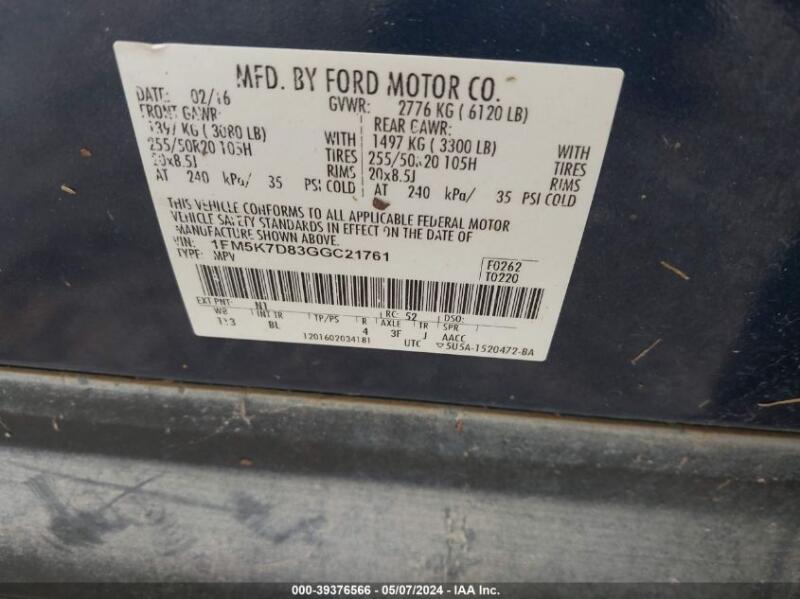 MFD. BY FORD MOTOR CO.
DATE: 02/16 GVWR: 2776 KG ( 6120 LB)
FRONT GAWR: REAR GAWR:
1397 KG ( 3080 LB) WITH 1497 KG ( 3300 LB) WITH
255/50R20 105H TIRES 255/50R20 105H TIRES
20x8.5J RIMS 20x8.5J RIMS
AT 240 kPa/ 35 PSI COLD AT 240 kPa/ 35 PSI COLD
THIS VEHICLE CONFORMS TO ALL APPLICABLE FEDERAL MOTOR
VEHICLE SAFETY STANDARDS IN EFFECT ON THE DATE OF
MANUFACTURE SHOWN ABOVE.
VIN: 1FM5K7D83GGC21761
TYPE: MPV
F0262
T0220
EXT PNT: N1 RC: 52 DSO:
WB INT TR TP/PS R AXLE TR SPR
113 BL 4 3F J AACC
1201602034181 UTC 5U5A-1520472-BA
000-39376566 - 05/07/2024 - IAA Inc.